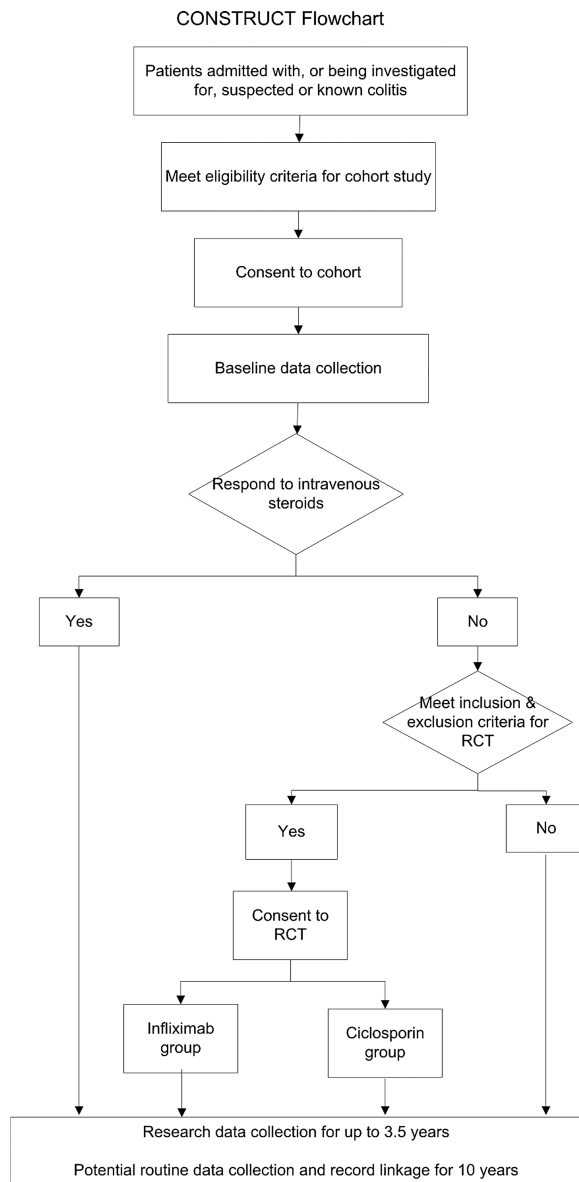 CONSTRUCT Flowchart
Patients admitted with, or being investigated
for, suspected or known colitis
Meet eligibility criteria for cohort study
Consent to cohort
Baseline data collection
Respond to intravenous
steroids
Yes
No
Meet inclusion &
exclusion criteria for
RCT
Yes
No
Consent to
RCT
Infliximab
group
Ciclosporin
group
Research data collection for up to 3.5 years
Potential routine data collection and record linkage for 10 years